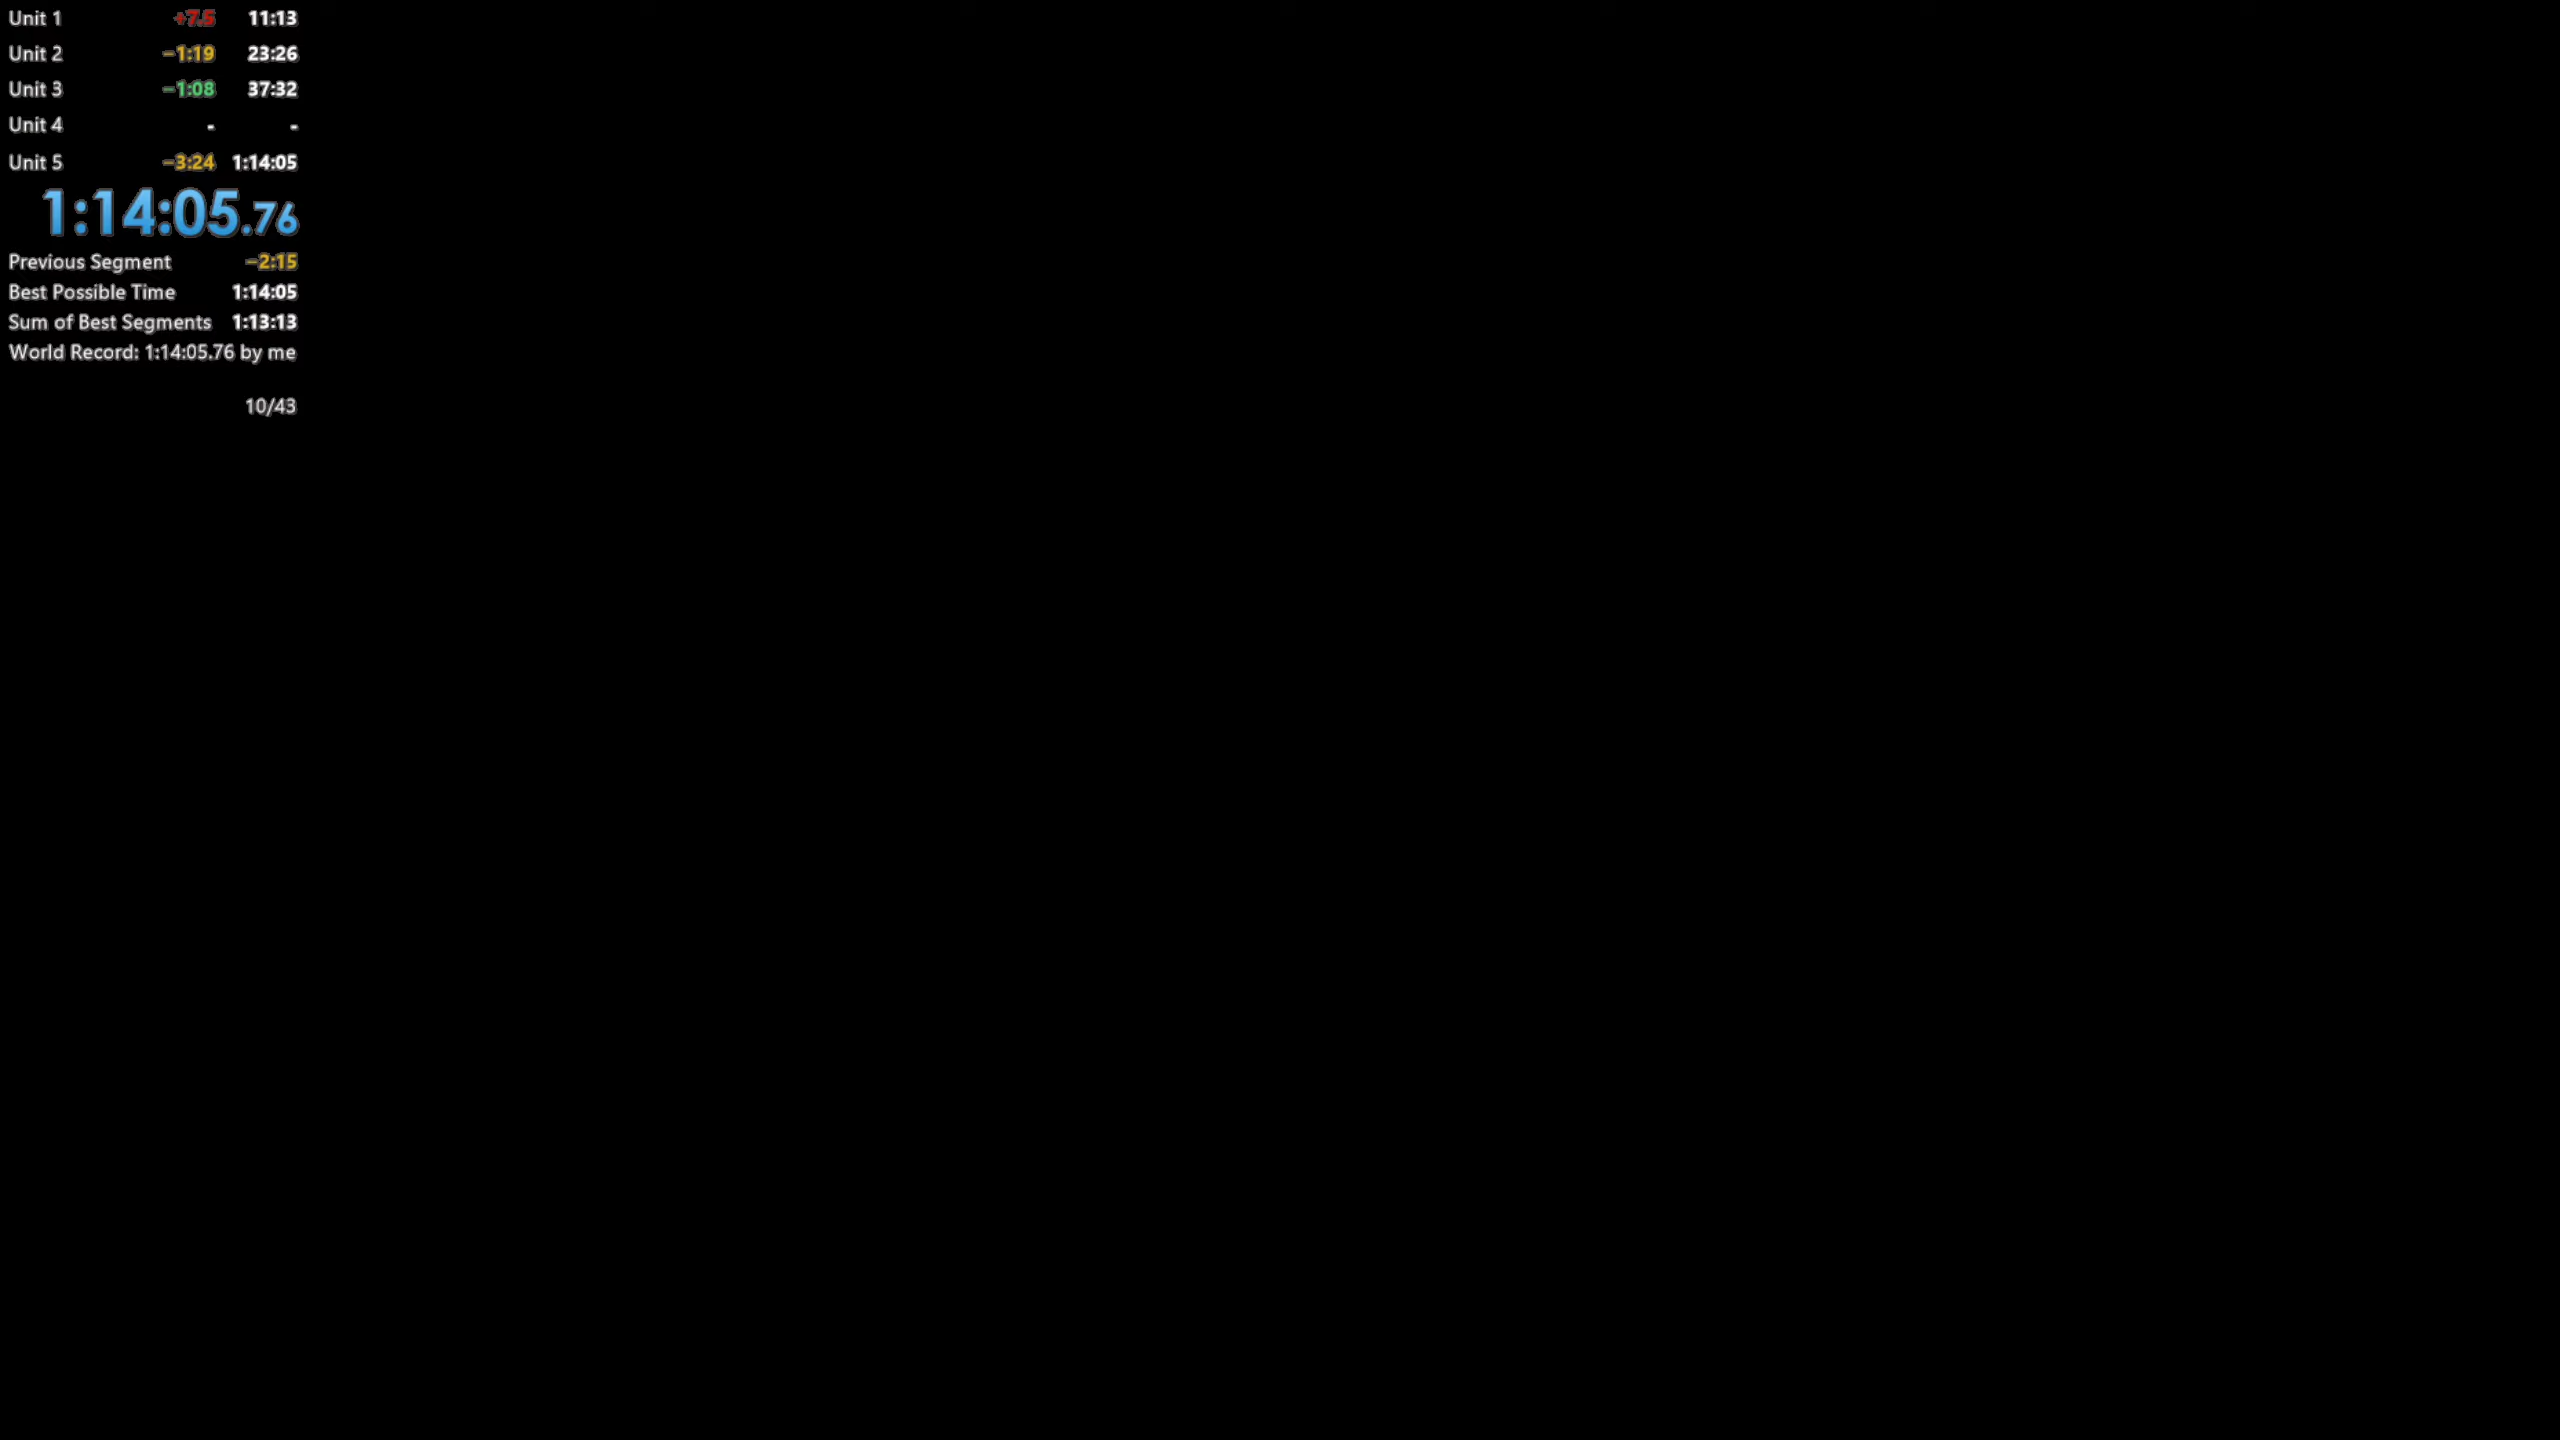 Unit 1 +7.5 11:13
Unit 2 −1:19 23:26
Unit 3 −1:08 37:32
Unit 4 - -
Unit 5 −3:24 1:14:05
1:14:05.76
Previous Segment −2:15
Best Possible Time 1:14:05
Sum of Best Segments 1:13:13
World Record: 1:14:05.76 by me
10/43